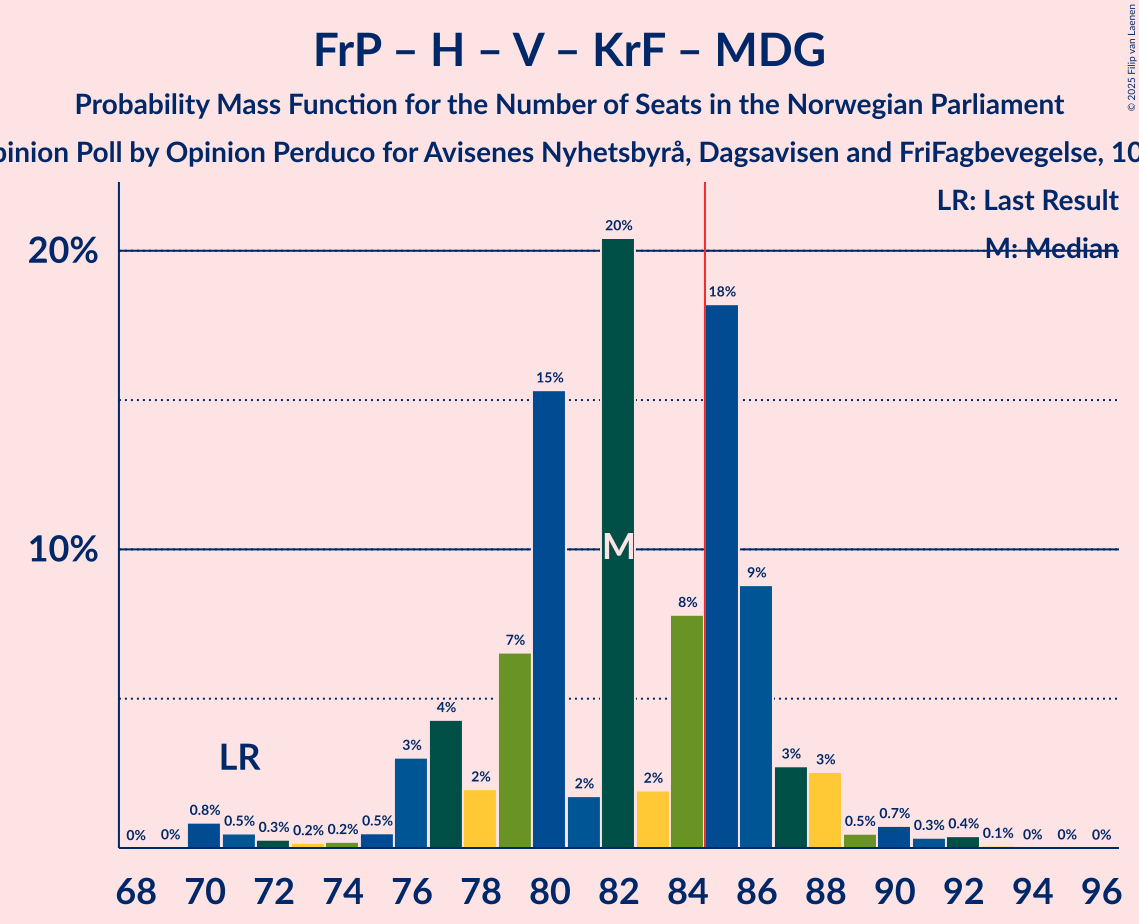 FrP – H – V – KrF – MDG
Probability Mass Function for the Number of Seats in the Norwegian Parliament
pinion Poll by Opinion Perduco for Avisenes Nyhetsbyrå, Dagsavisen and FriFagbevegelse, 10
© 2025 Filip van Laenen
LR: Last Result
M: Median
20%
10%
0% 0% 0.8% 0.5% 0.3% 0.2% 0.2% 0.5% 3% 4% 2% 7% 15% 2% 20% 2% 8% 18% 9% 3% 3% 0.5% 0.7% 0.3% 0.4% 0.1% 0% 0% 0%
LR
M
68 70 72 74 76 78 80 82 84 86 88 90 92 94 96